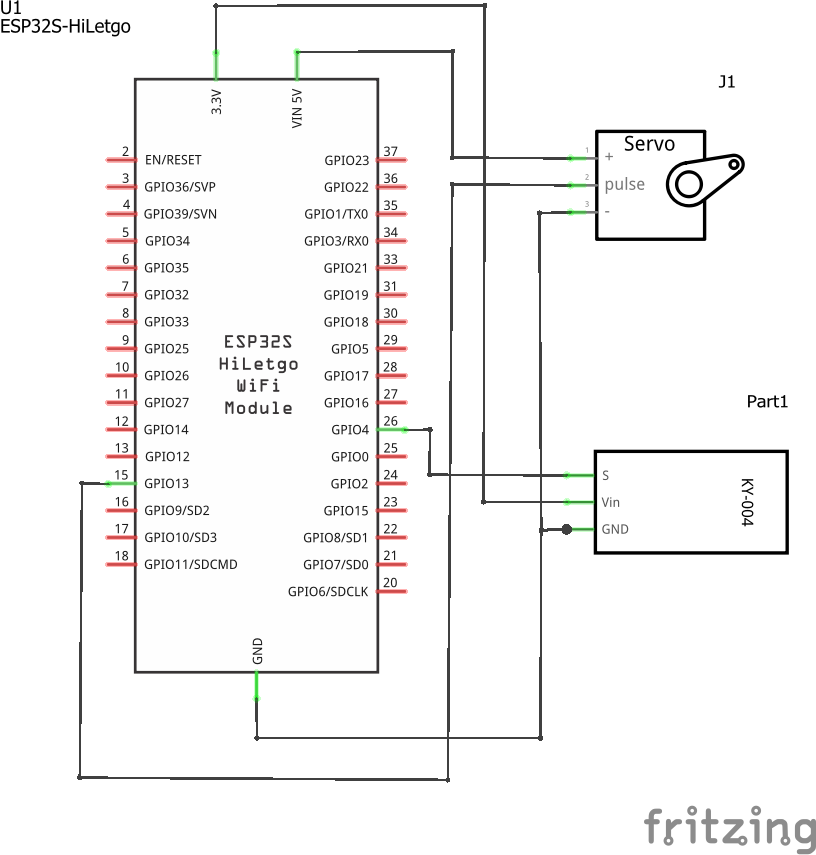 U1
ESP32S-HiLetgo
3.3V
VIN 5V
J1
Servo
1 +
2 pulse
3 -
2 EN/RESET
3 GPIO36/SVP
4 GPIO39/SVN
5 GPIO34
6 GPIO35
7 GPIO32
8 GPIO33
9 GPIO25
10 GPIO26
11 GPIO27
12 GPIO14
13 GPIO12
15 GPIO13
16 GPIO9/SD2
17 GPIO10/SD3
18 GPIO11/SDCMD
ESP32S
HiLetgo
WiFi
Module
GPIO23 37
GPIO22 36
GPIO1/TX0 35
GPIO3/RX0 34
GPIO21 33
GPIO19 31
GPIO18 30
GPIO5 29
GPIO17 28
GPIO16 27
GPIO4 26
GPIO0 25
GPIO2 24
GPIO15 23
GPIO8/SD1 22
GPIO7/SD0 21
GPIO6/SDCLK 20
GND
Part1
S
Vin
GND
KY-004
fritzing